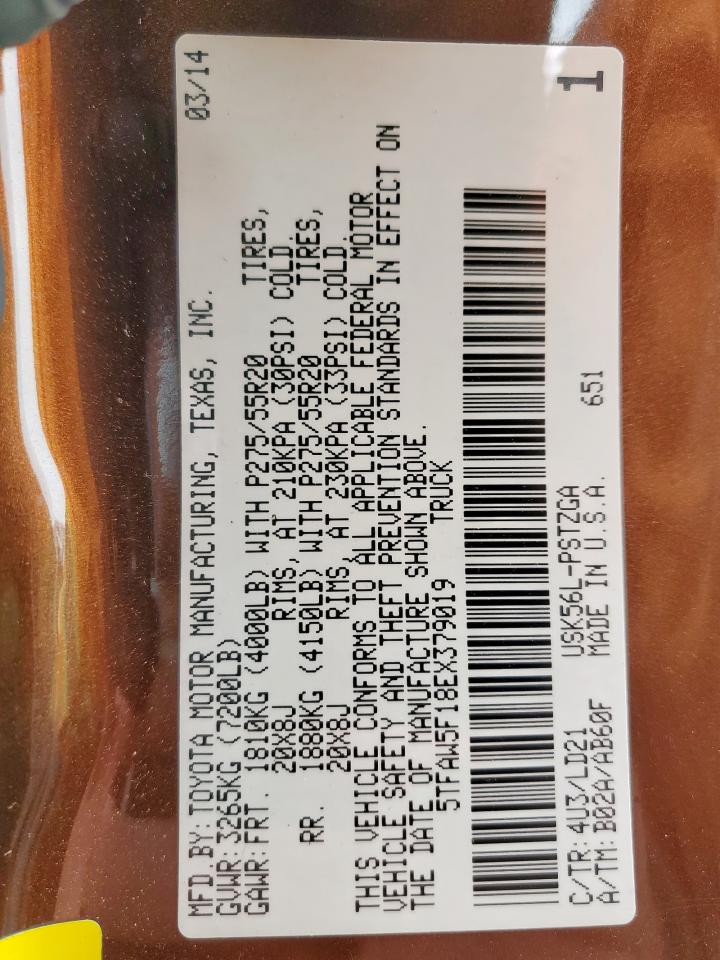 MFD.BY:TOYOTA MOTOR MANUFACTURING, TEXAS, INC. 03/14
GVWR:3265KG (7200LB)
GAWR:FRT. 1810KG (4000LB) WITH P275/55R20 TIRES,
20X8J RIMS, AT 210KPA (30PSI) COLD.
RR. 1880KG (4150LB) WITH P275/55R20 TIRES,
20X8J RIMS, AT 230KPA (33PSI) COLD.
THIS VEHICLE CONFORMS TO ALL APPLICABLE FEDERAL MOTOR
VEHICLE SAFETY AND THEFT PREVENTION STANDARDS IN EFFECT ON
THE DATE OF MANUFACTURE SHOWN ABOVE.
5TFAW5F18EX379019 TRUCK
C/TR:4U3/LD21 USK56L-PSTZGA
A/TM:B02A/AB60F MADE IN U.S.A. 651
1